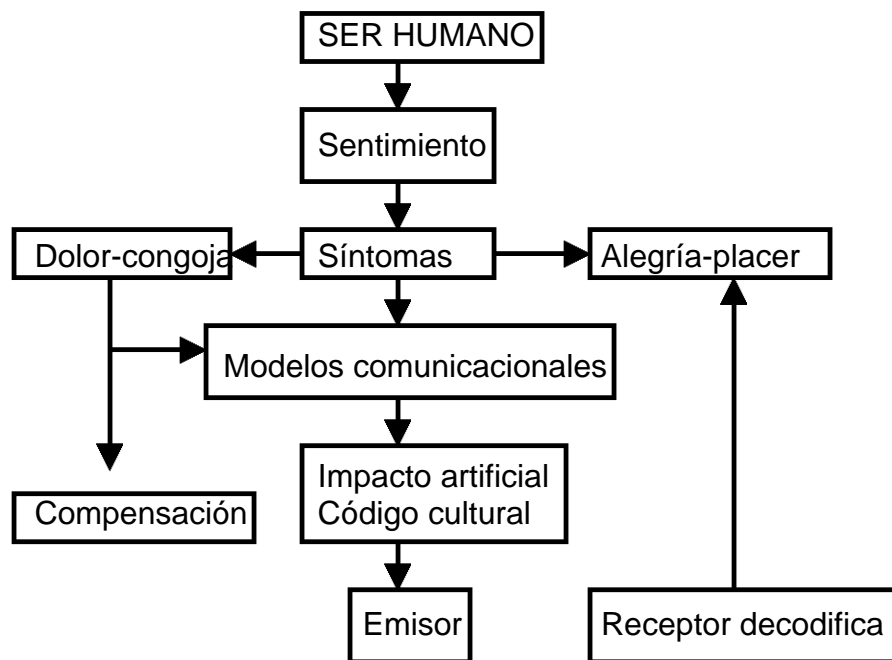 SER HUMANO
Sentimiento
Dolor-congoja
Síntomas
Alegría-placer
Modelos comunicacionales
Impacto artificial
Código cultural
Compensación
Emisor
Receptor decodifica